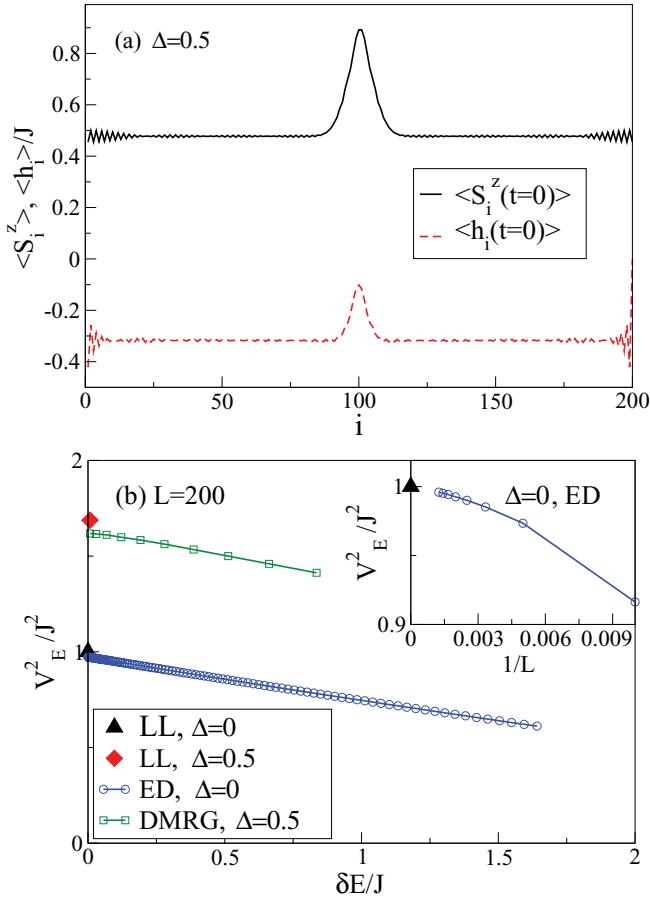 (a) Δ=0.5
<S_i^z>, <h_i>/J
0.8
0.6
0.4
0.2
0
-0.2
-0.4
<S_i^z(t=0)>
<h_i(t=0)>
0 50 100 150 200
i
(b) L=200
V_E^2/J^2
2
1
0
LL, Δ=0
LL, Δ=0.5
ED, Δ=0
DMRG, Δ=0.5
0 0.5 1 1.5 2
δE/J
Δ=0, ED
V_E^2/J^2
1
0.9
0 0.003 0.006 0.009
1/L